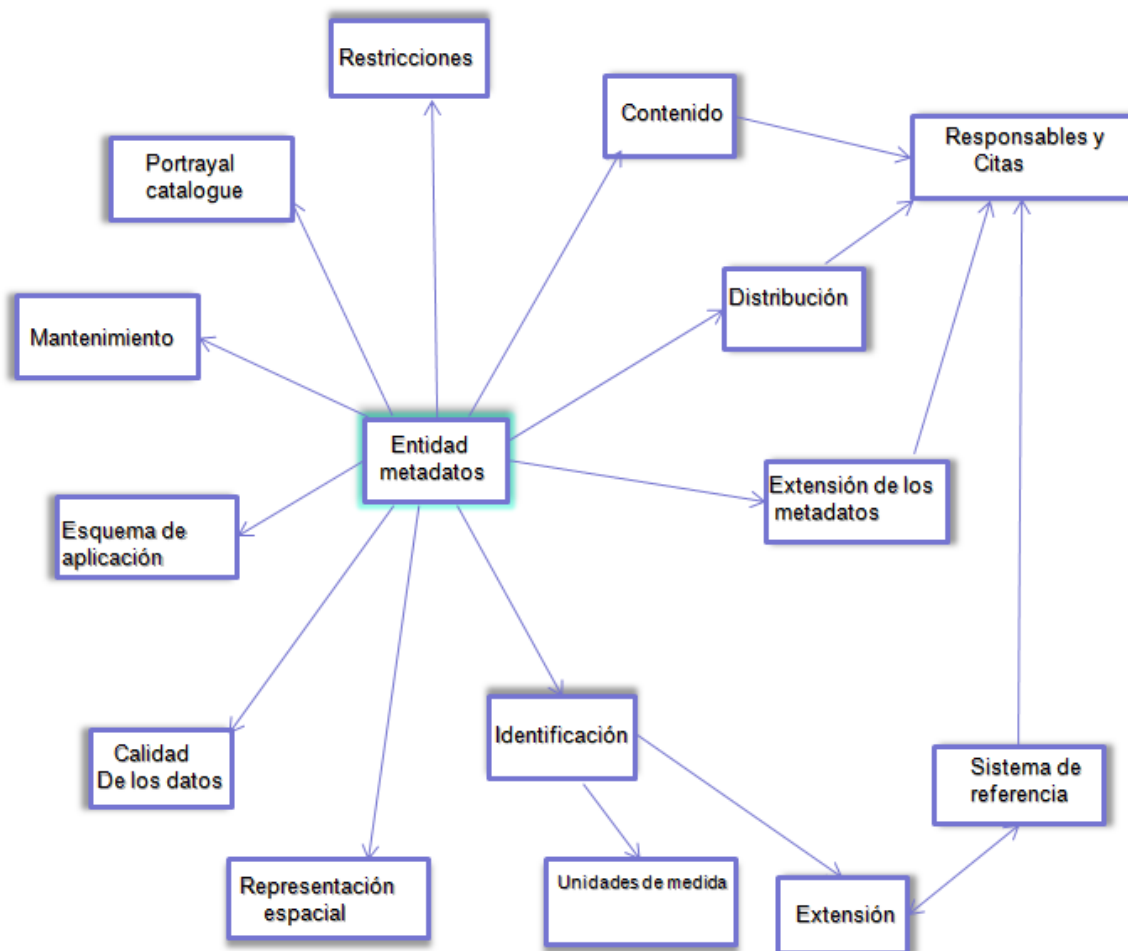 Restricciones
Contenido
Responsables y
Citas
Portrayal
catalogue
Distribución
Mantenimiento
Entidad
metadatos
Extensión de los
metadatos
Esquema de
aplicación
Identificación
Calidad
De los datos
Sistema de
referencia
Representación
espacial
Unidades de medida
Extensión